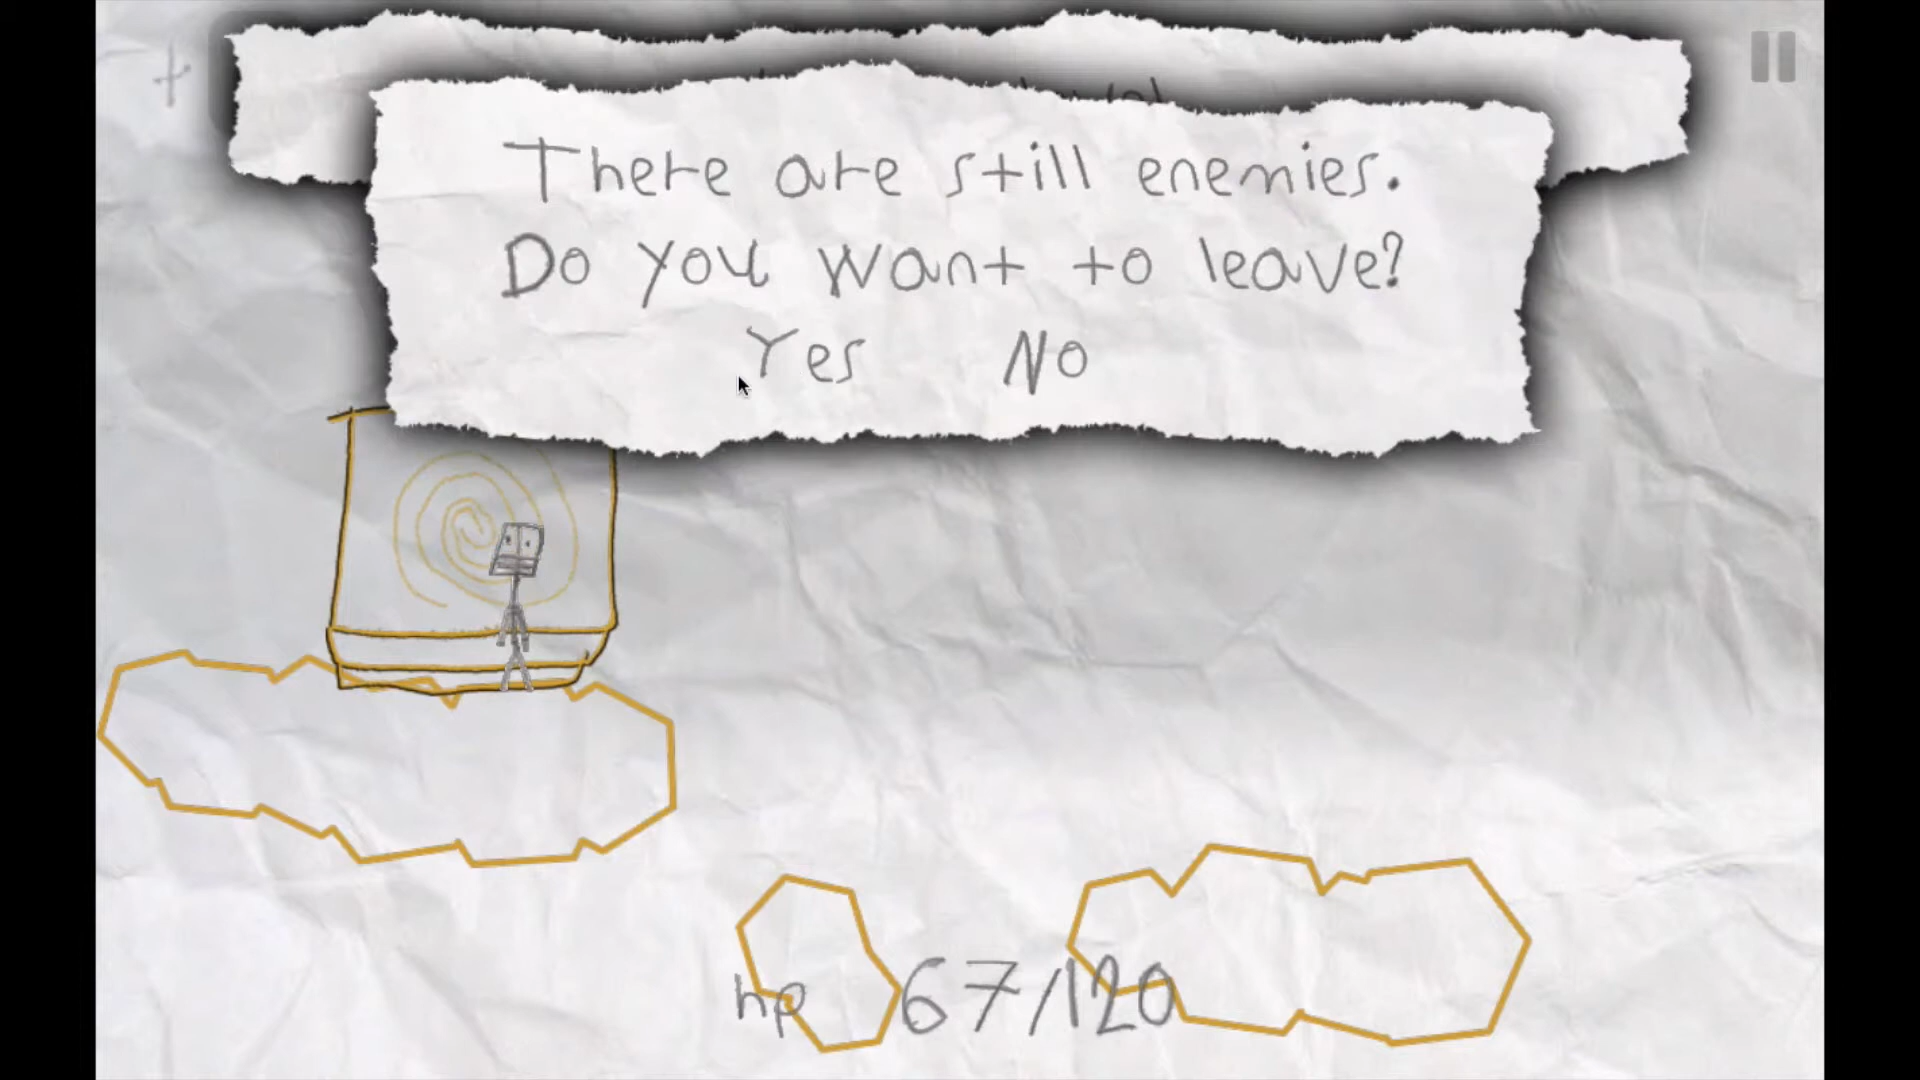 There are still enemies.
Do you want to leave?
Yes No
hp 67/120